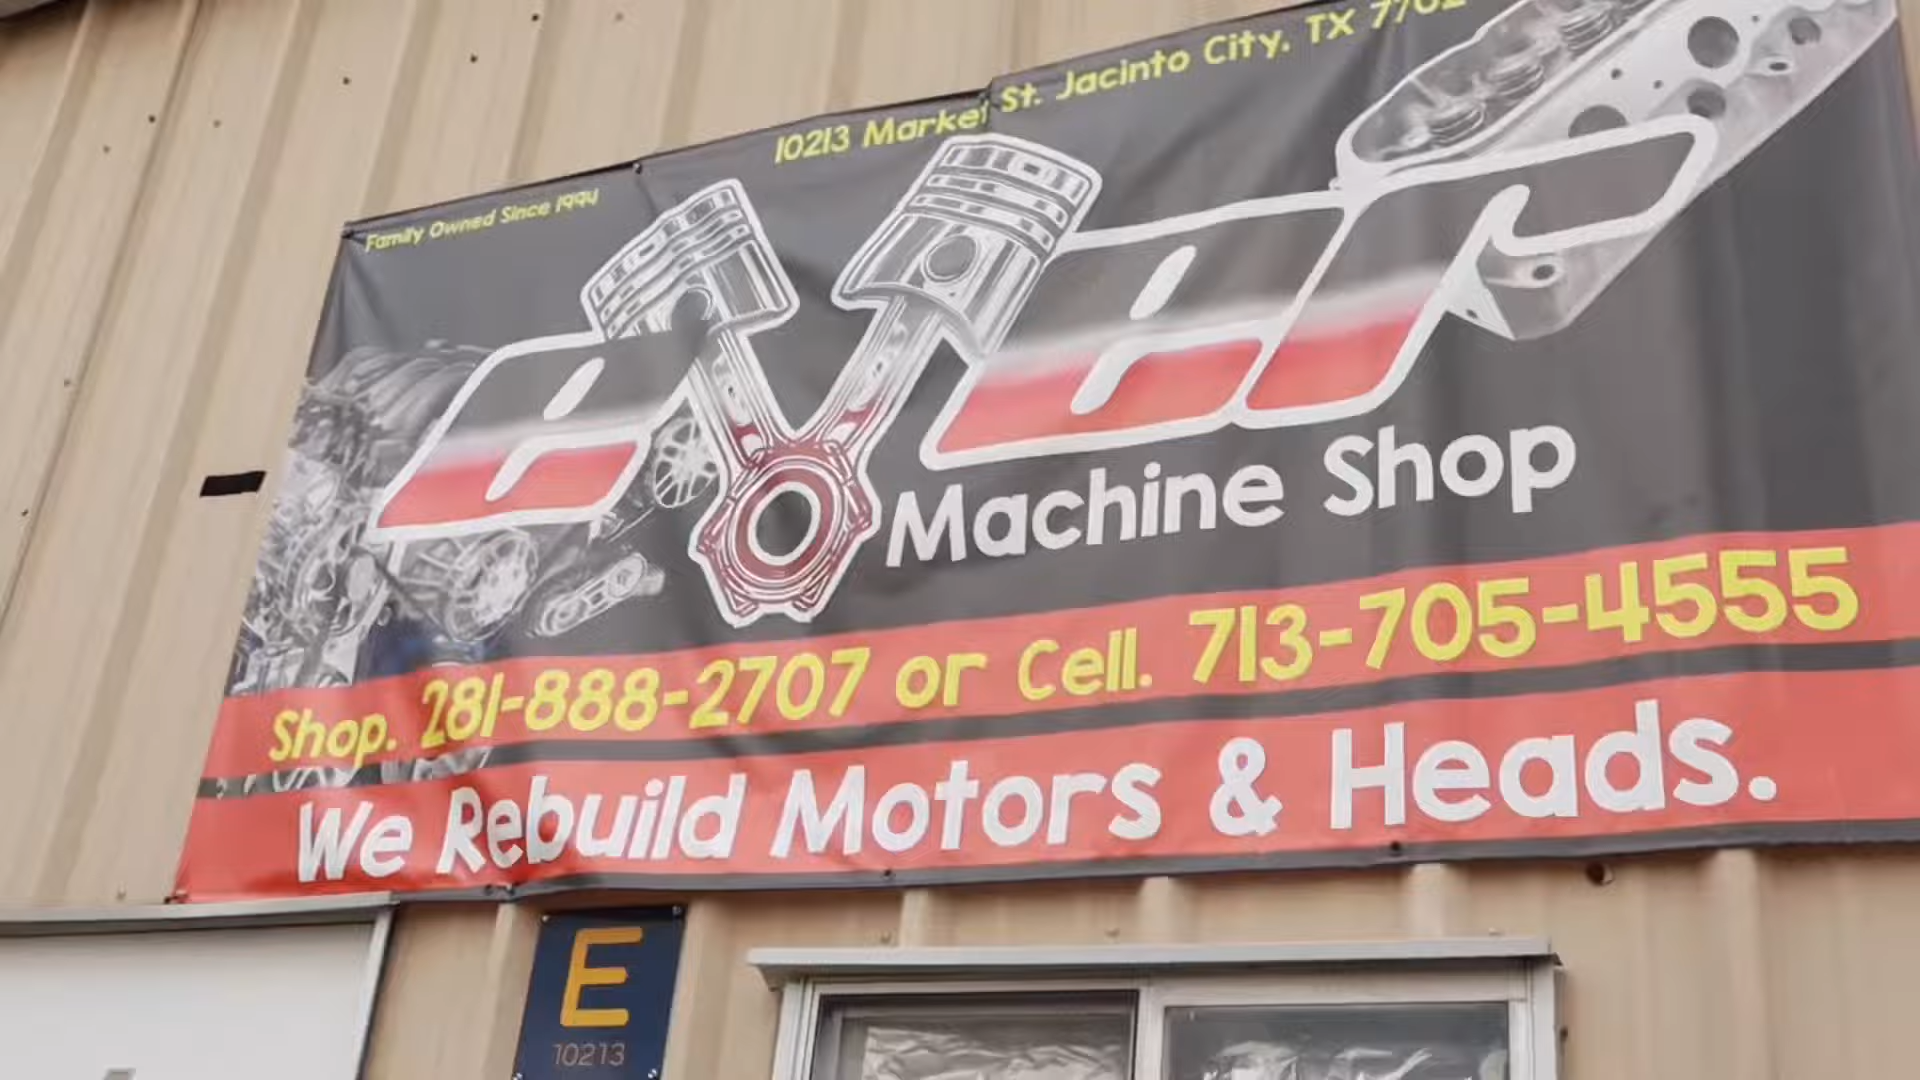 Family Owned Since 1994
10213 Market St. Jacinto City. TX
EVER
Machine Shop
Shop. 281-888-2707 or Cell. 713-705-4555
We Rebuild Motors & Heads.
E
10213